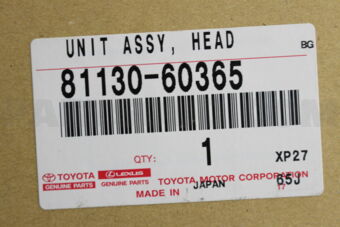 UNIT ASSY, HEAD
BG
81130-60365
QTY: 1 XP27
TOYOTA LEXUS TOYOTA MOTOR CORPORATION 65J
GENUINE PARTS GENUINE PARTS
MADE IN JAPAN